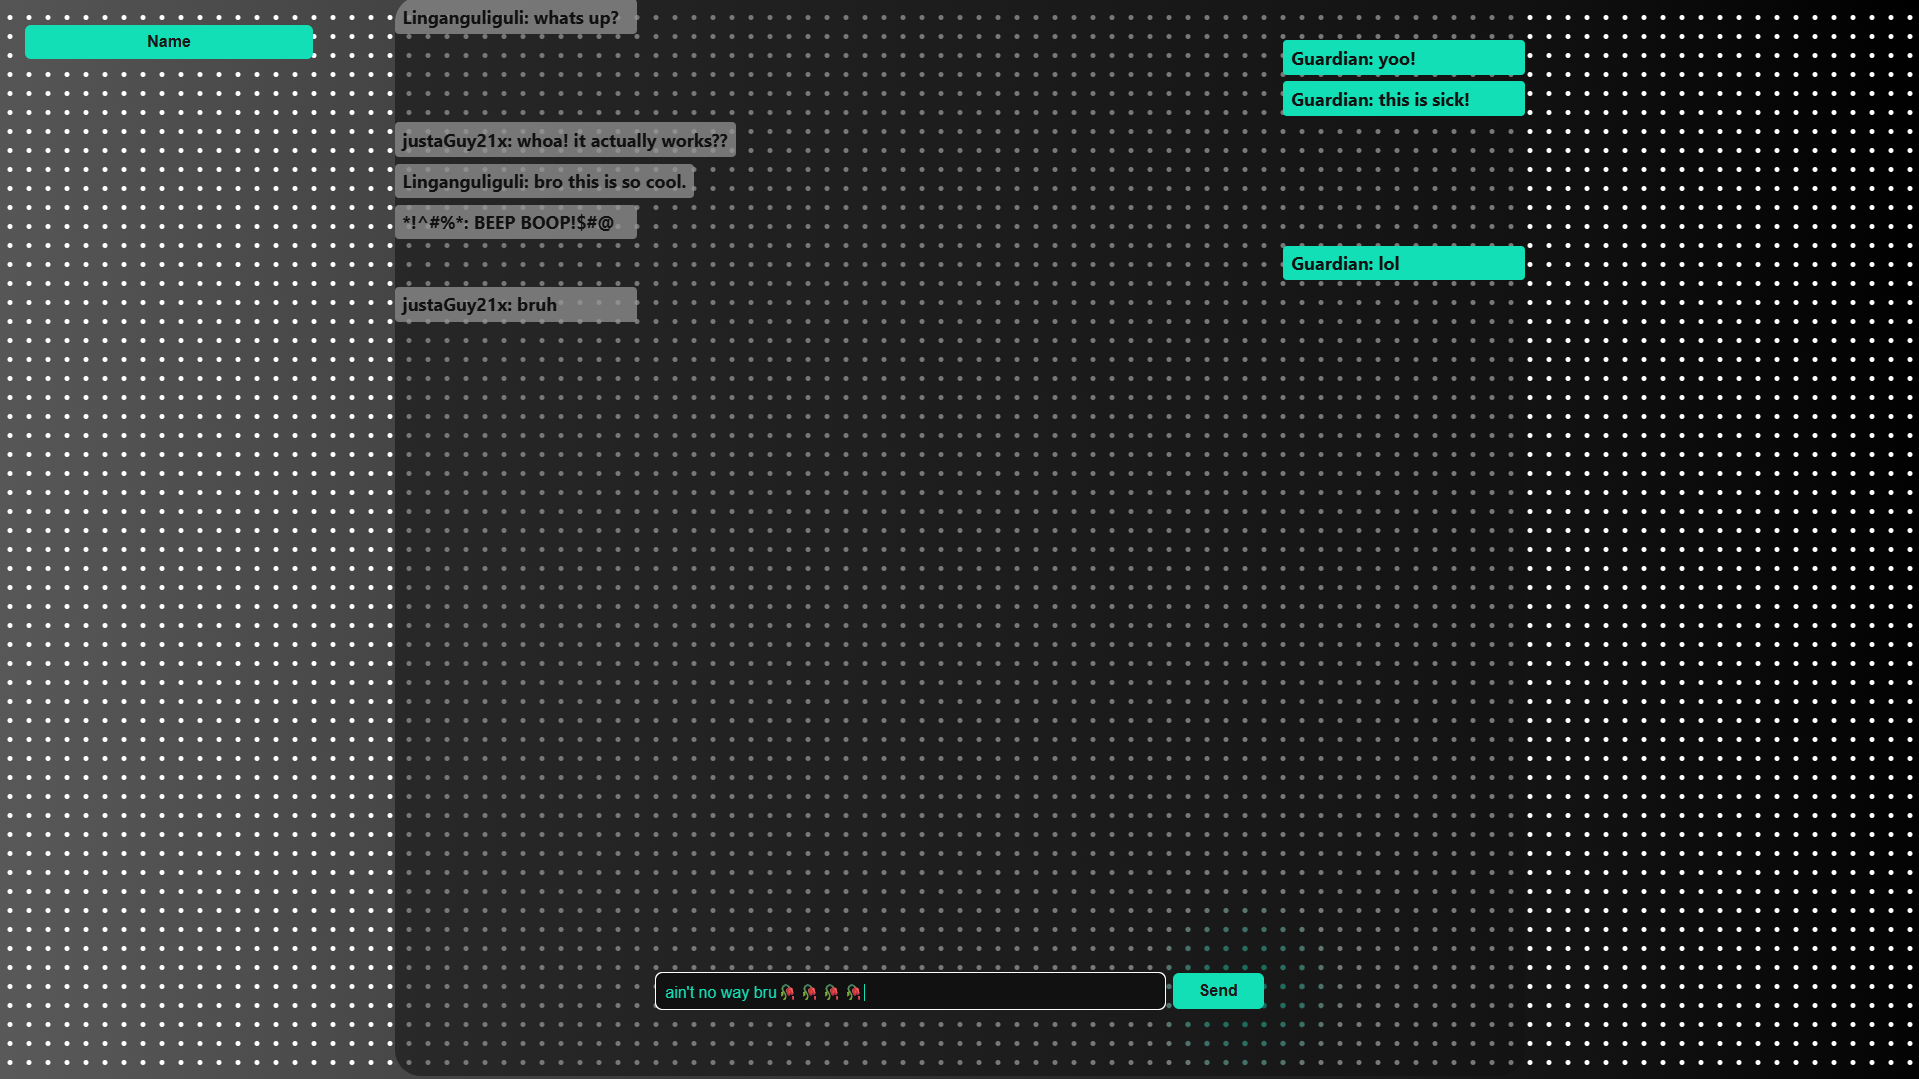 Name
Linganguliguli: whats up?
Guardian: yoo!
Guardian: this is sick!
justaGuy21x: whoa! it actually works??
Linganguliguli: bro this is so cool.
*!^#%*: BEEP BOOP!$#@
Guardian: lol
justaGuy21x: bruh
ain't no way bru🥀🥀🥀🥀
Send